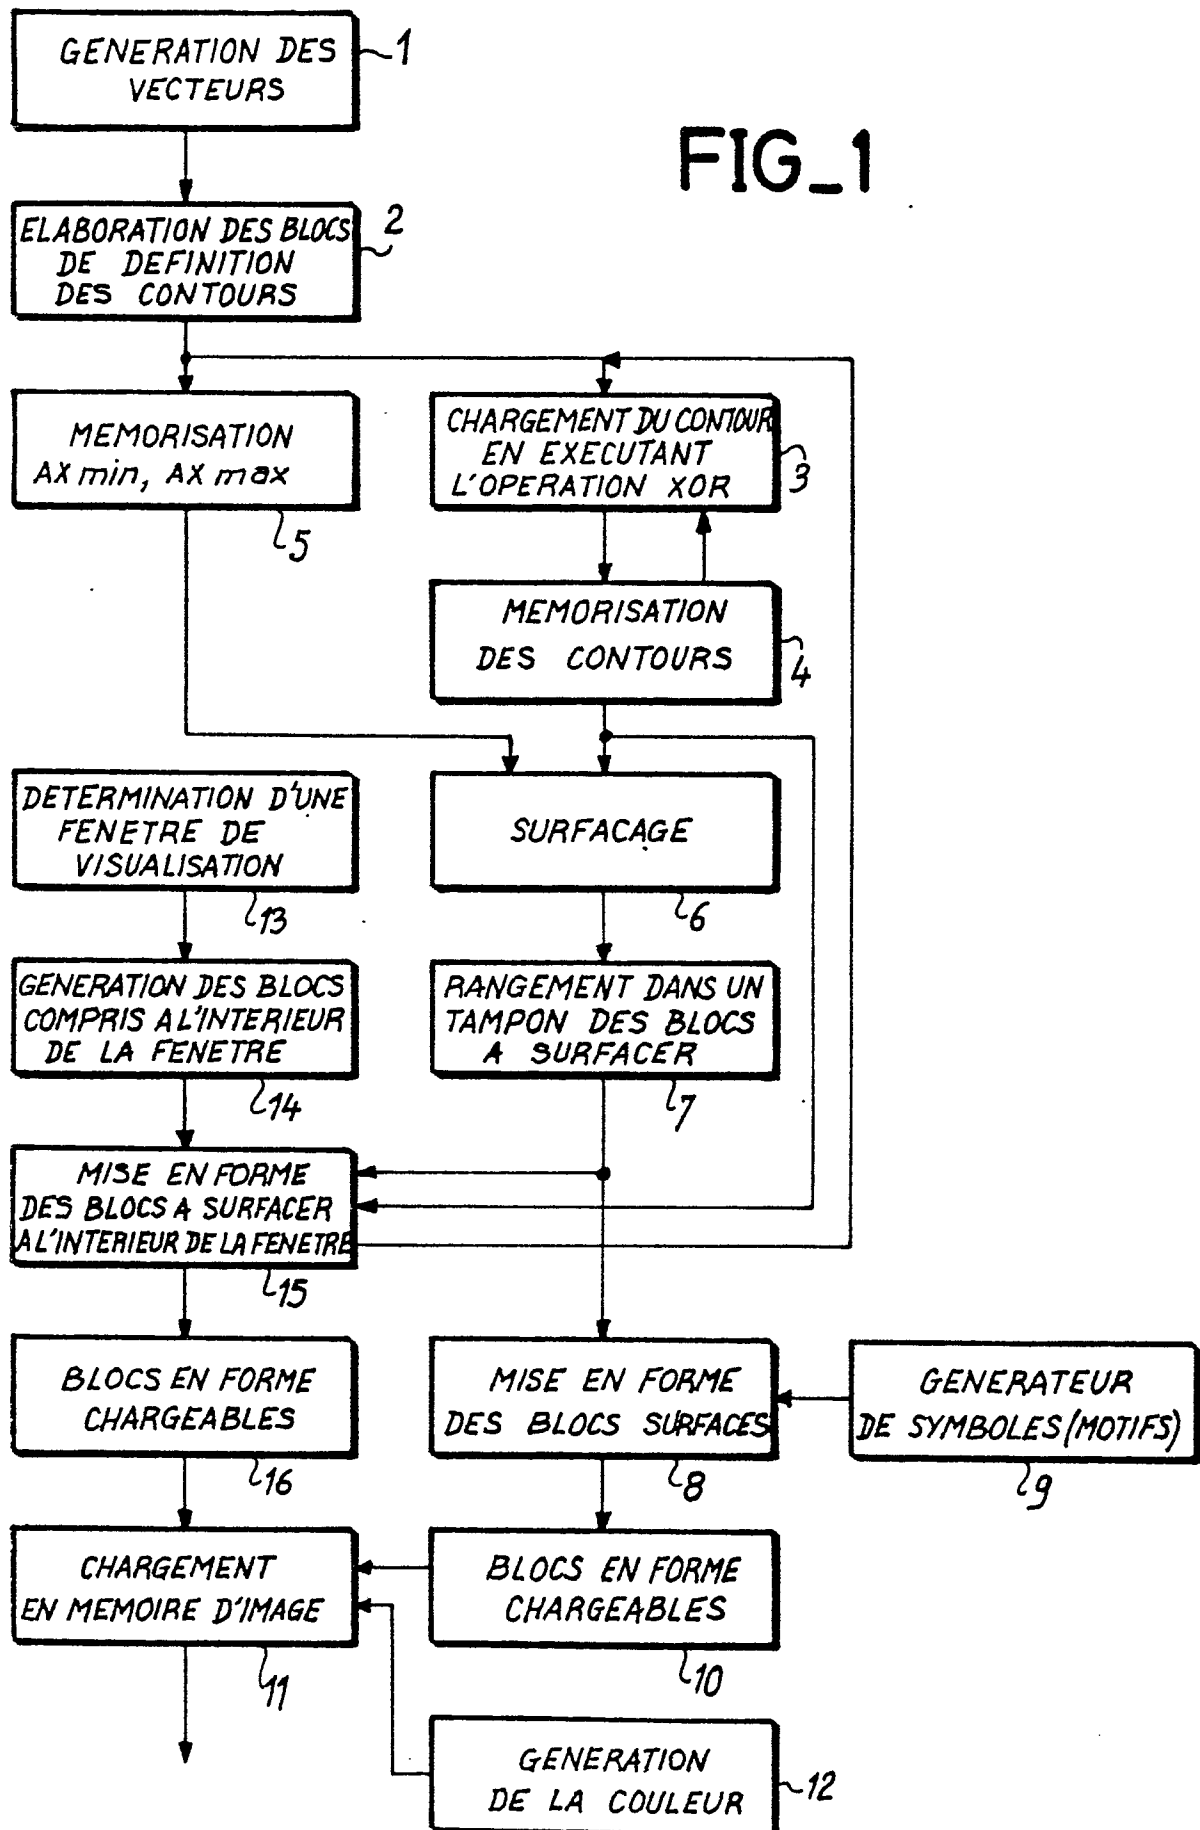 GENERATION DES
VECTEURS
1
FIG_1
ELABORATION DES BLOCS
DE DEFINITION
DES CONTOURS
2
MEMORISATION
AX min, AX max
5
CHARGEMENT DU CONTOUR
EN EXECUTANT
L'OPERATION XOR
3
MEMORISATION
DES CONTOURS
4
DETERMINATION D'UNE
FENETRE DE
VISUALISATION
13
SURFACAGE
6
GENERATION DES BLOCS
COMPRIS A L'INTERIEUR
DE LA FENETRE
14
RANGEMENT DANS UN
TAMPON DES BLOCS
A SURFACER
7
MISE EN FORME
DES BLOCS A SURFACER
A L'INTERIEUR DE LA FENETRE
15
BLOCS EN FORME
CHARGEABLES
16
MISE EN FORME
DES BLOCS SURFACES
8
GENERATEUR
DE SYMBOLES (MOTIFS)
9
CHARGEMENT
EN MEMOIRE D'IMAGE
11
BLOCS EN FORME
CHARGEABLES
10
GENERATION
DE LA COULEUR
12